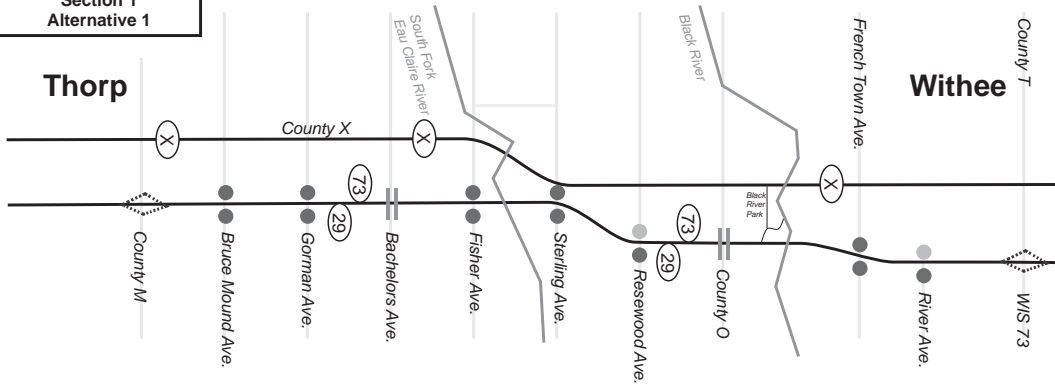 Section 1
Alternative 1
Thorp
Withee
South Fork
Eau Claire River
Black River
French Town Ave.
County T
County X
X
X
X
73
29
73
29
Black
River
Park
County M
Bruce Mound Ave.
Gorman Ave.
Bachelors Ave.
Fisher Ave.
Sterling Ave.
Resewood Ave.
County O
River Ave.
WIS 73